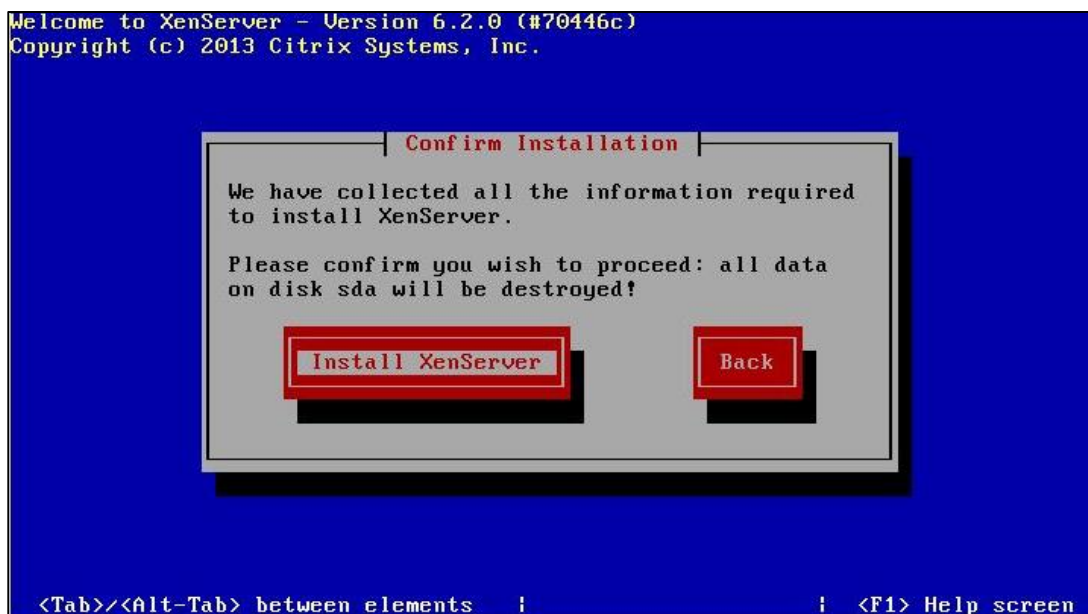 Welcome to XenServer - Version 6.2.0 (#70446c)
Copyright (c) 2013 Citrix Systems, Inc.
Confirm Installation
We have collected all the information required
to install XenServer.
Please confirm you wish to proceed: all data
on disk sda will be destroyed!
Install XenServer Back
<Tab>/<Alt-Tab> between elements | | <F1> Help screen